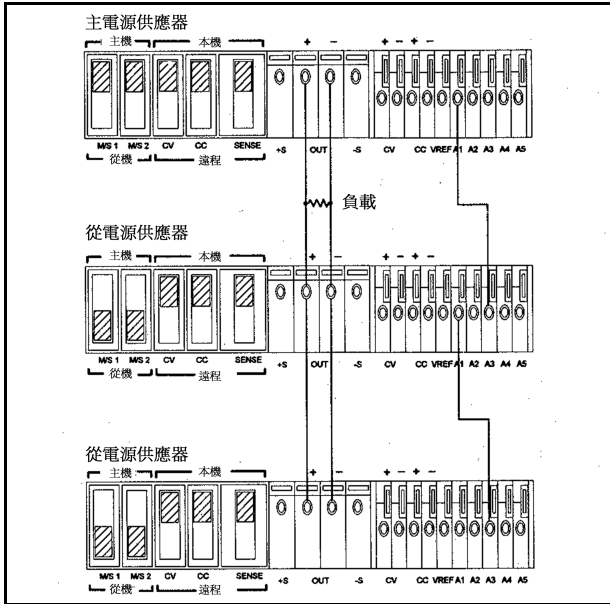 主電源供應器
主機 本機 + − + − + −
M/S 1 M/S 2 CV CC SENSE +S OUT -S CV CC VREF A1 A2 A3 A4 A5
從機 遠程
負載
從電源供應器
主機 本機 + − + − + −
M/S 1 M/S 2 CV CC SENSE +S OUT -S CV CC VREF A1 A2 A3 A4 A5
從機 遠程
從電源供應器
主機 本機 + − + − + −
M/S 1 M/S 2 CV CC SENSE +S OUT -S CV CC VREF A1 A2 A3 A4 A5
從機 遠程